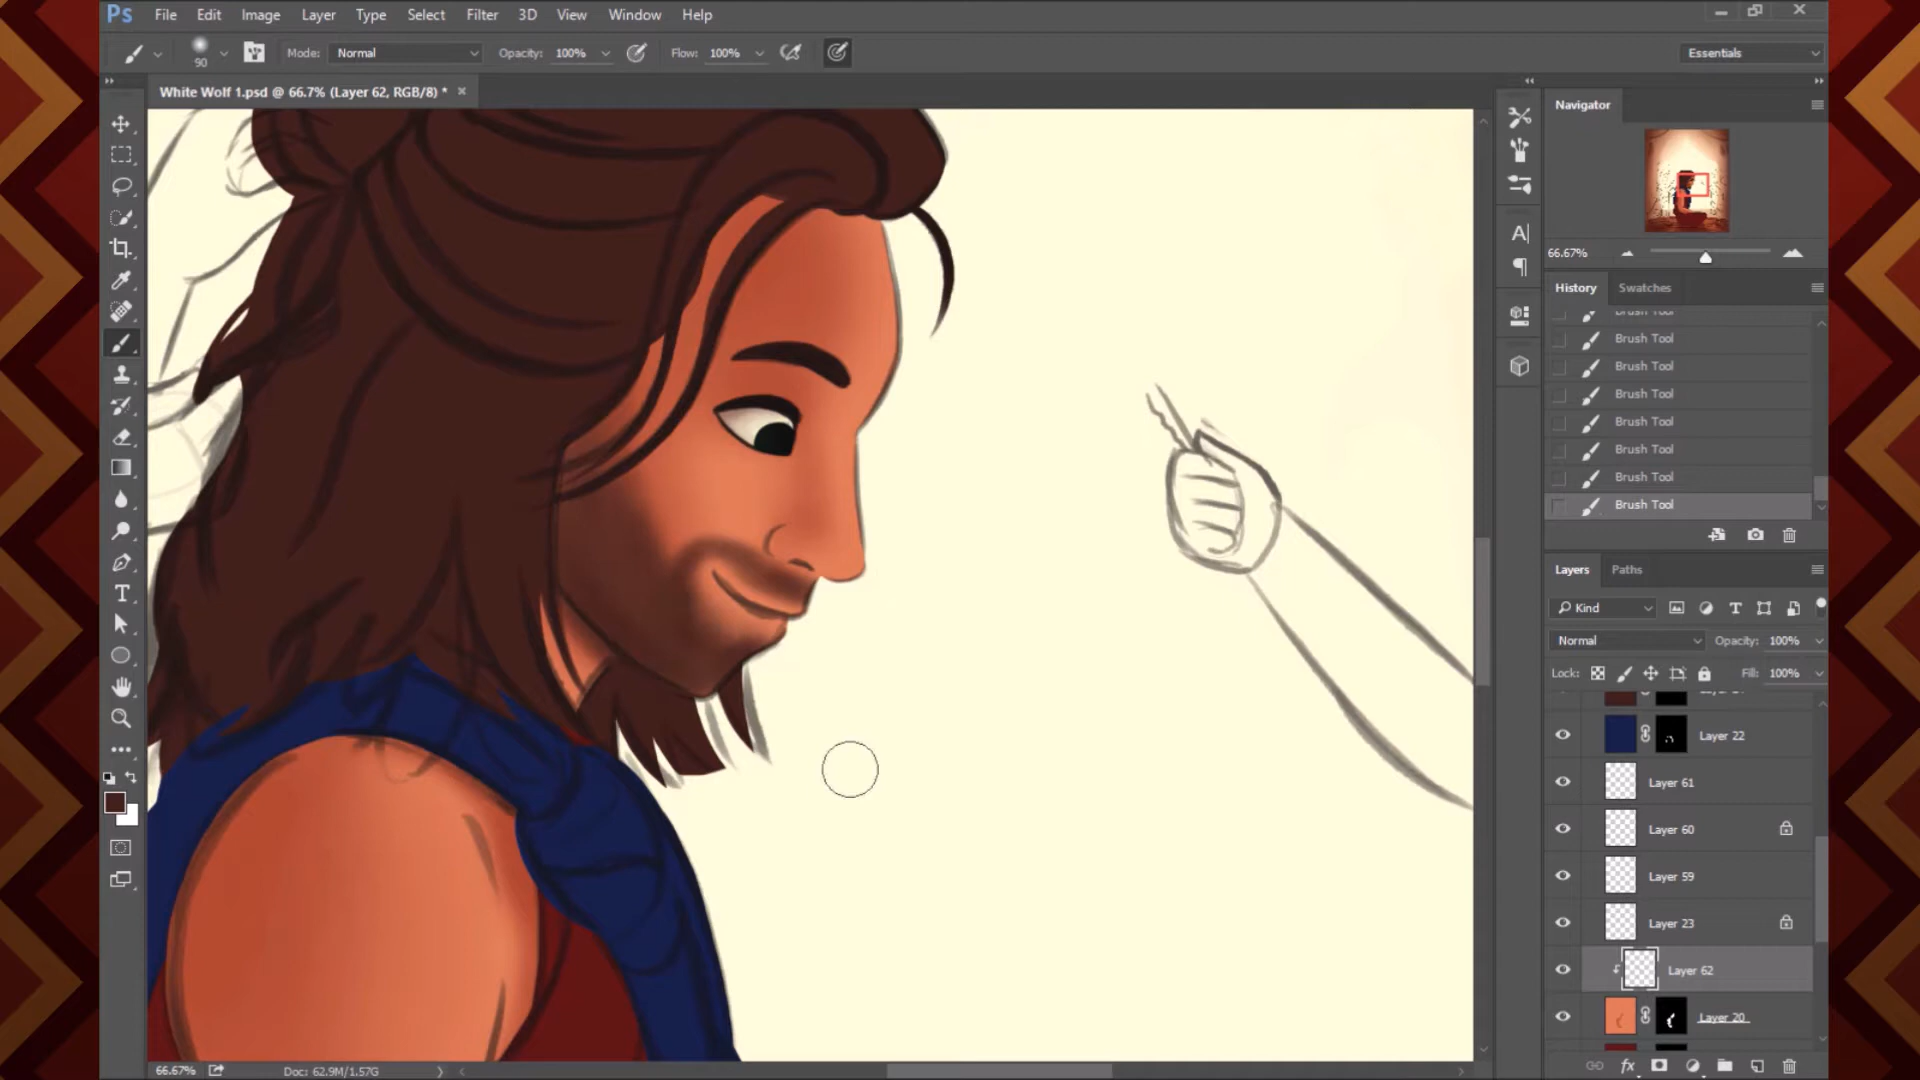 Ps File Edit Image Layer Type Select Filter 3D View Window Help
90 Mode: Normal Opacity: 100% Flow: 100% Essentials
White Wolf 1.psd @ 66.7% (Layer 62, RGB/8) *
Navigator
66.67%
History Swatches
Brush Tool
Brush Tool
Brush Tool
Brush Tool
Brush Tool
Brush Tool
Brush Tool
Brush Tool
Layers Paths
Kind
Normal Opacity: 100%
Lock: Fill: 100%
Layer 22
Layer 61
Layer 60
Layer 59
Layer 23
Layer 62
Layer 20
66.67% Doc: 62.9M/1.57G